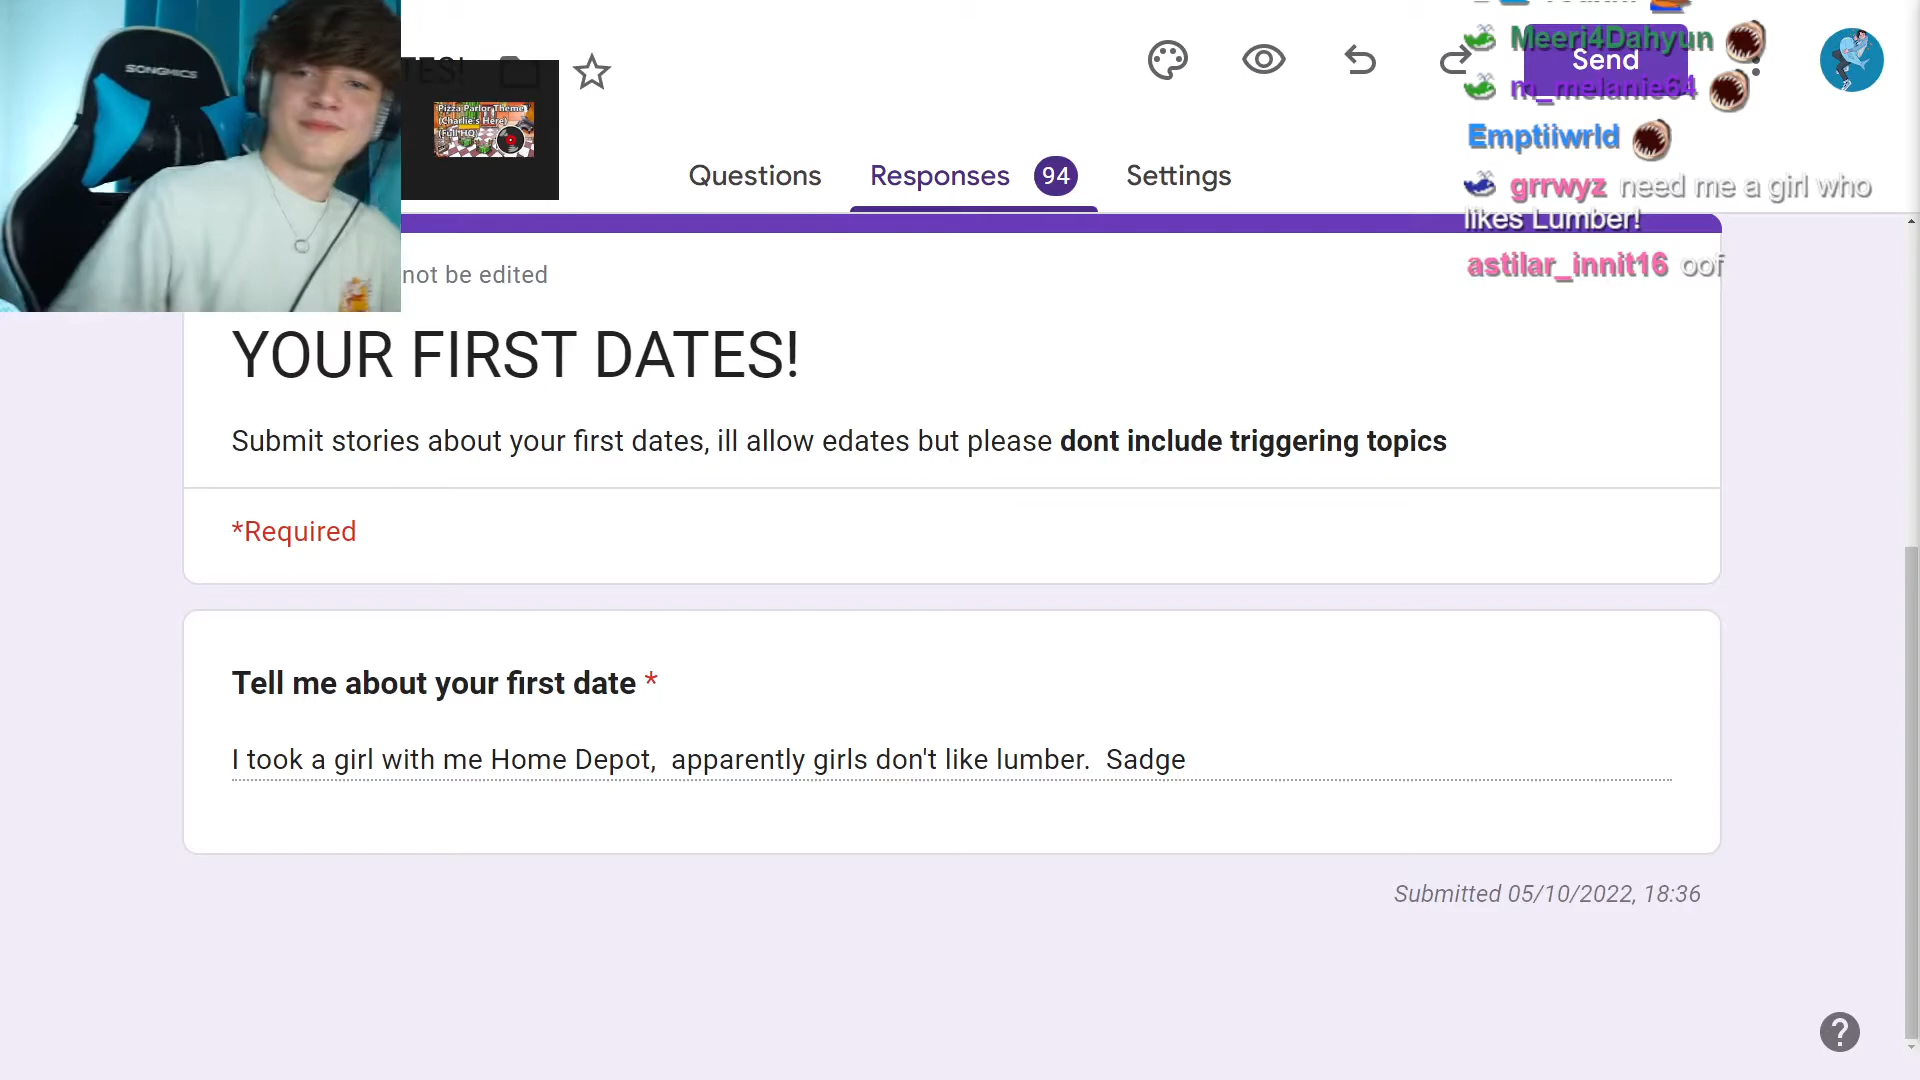 SONGMICS
TES!
Pizza Parlor Theme
(Charlie's Here)
(Full HQ)
Send
Meeri4Dahyun
m_melanie64
Emptiiwrld
grrwyz need me a girl who
likes Lumber!
astilar_innit16 oof
Questions
Responses 94
Settings
not be edited
YOUR FIRST DATES!
Submit stories about your first dates, ill allow edates but please dont include triggering topics
*Required
Tell me about your first date *
I took a girl with me Home Depot,  apparently girls don't like lumber.  Sadge
Submitted 05/10/2022, 18:36